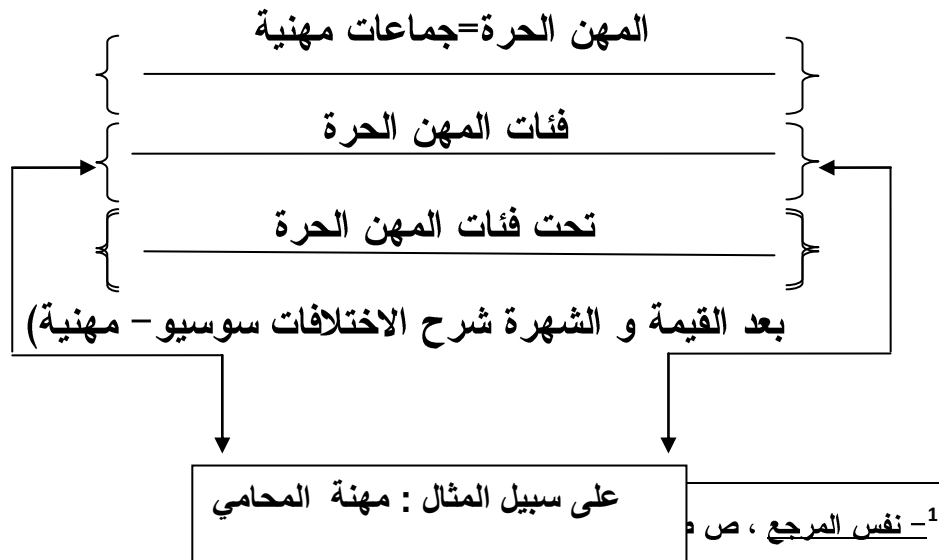 المهن الحرة=جماعات مهنية
فئات المهن الحرة
تحت فئات المهن الحرة
بعد القيمة و الشهرة شرح الاختلافات سوسيو- مهنية)
على سبيل المثال : مهنة المحامي
1- نفس المرجع ، ص